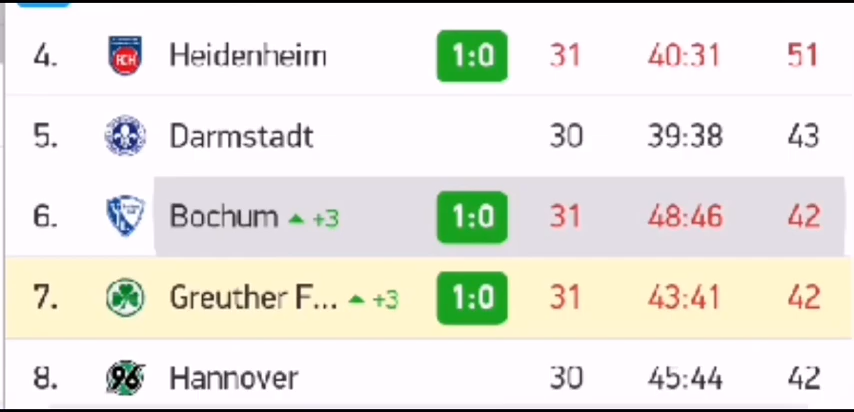 4. FCH Heidenheim 1:0 31 40:31 51
5. Darmstadt 30 39:38 43
6. Bochum ▲ +3 1:0 31 48:46 42
7. Greuther F... ▲ +3 1:0 31 43:41 42
8. 96 Hannover 30 45:44 42